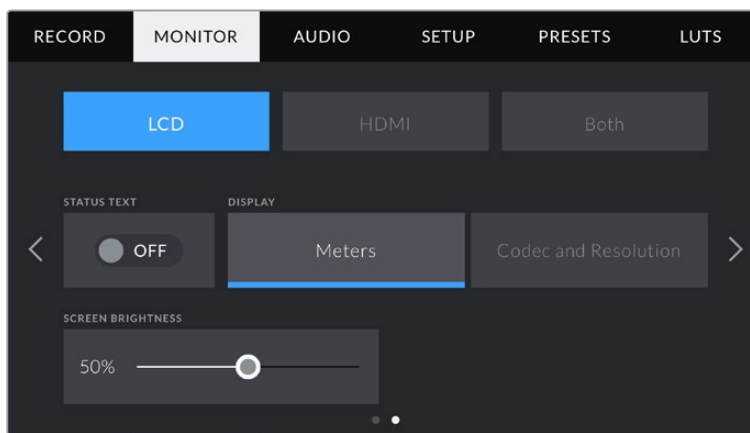 RECORD MONITOR AUDIO SETUP PRESETS LUTS
LCD HDMI Both
STATUS TEXT DISPLAY
OFF Meters Codec and Resolution
SCREEN BRIGHTNESS
50%